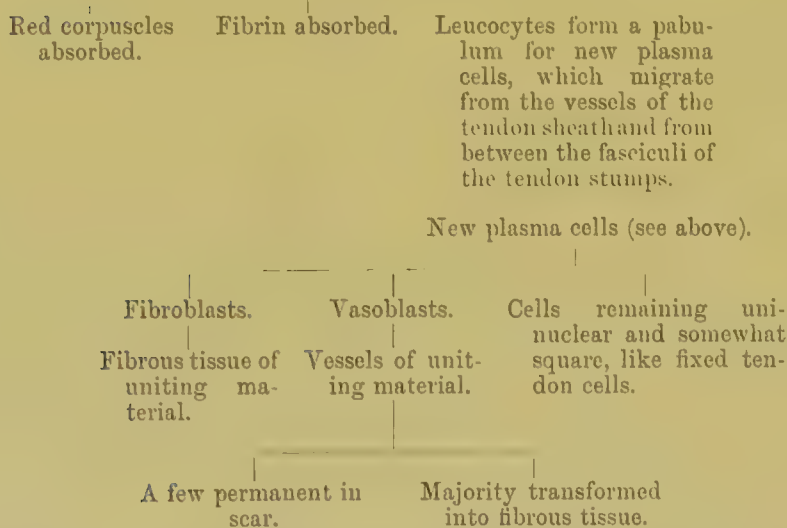 Red corpuscles
absorbed.
Fibrin absorbed.
Leucocytes form a pabu-
lum for new plasma
cells, which migrate
from the vessels of the
tendon sheath and from
between the fasciculi of
the tendon stumps.
New plasma cells (see above).
Fibroblasts.
Fibrous tissue of
uniting ma-
terial.
Vasoblasts.
Vessels of unit-
ing material.
Cells remaining uni-
nuclear and somewhat
square, like fixed ten-
don cells.
A few permanent in
scar.
Majority transformed
into fibrous tissue.